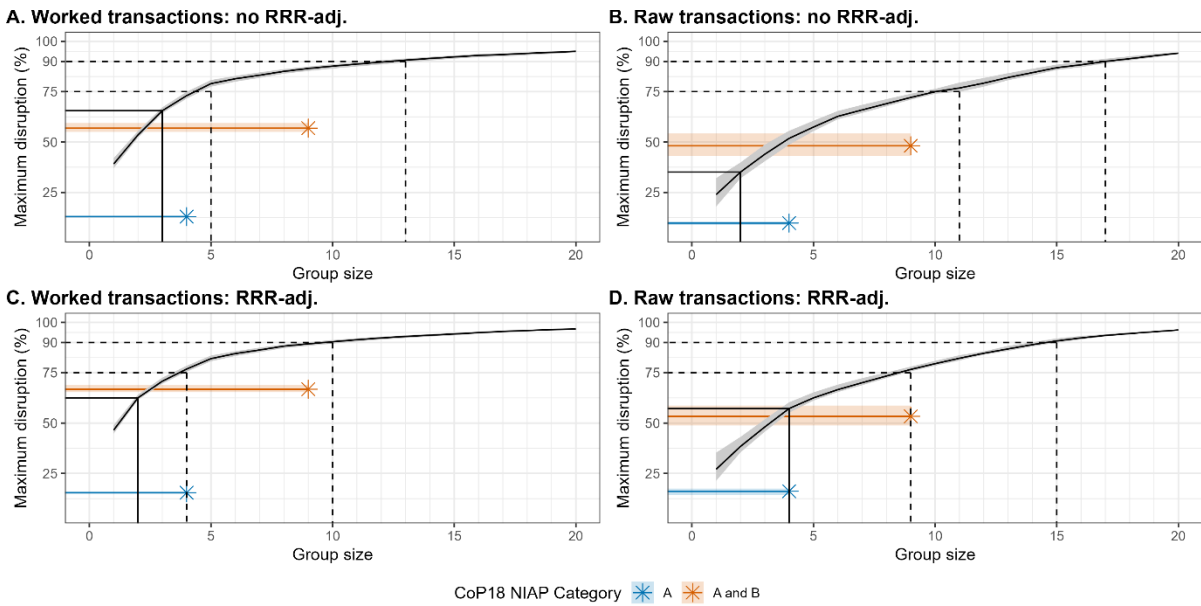 A. Worked transactions: no RRR-adj.
Maximum disruption (%)
100
90
75
50
25
0 5 10 15 20
Group size
B. Raw transactions: no RRR-adj.
Maximum disruption (%)
100
90
75
50
25
0 5 10 15 20
Group size
C. Worked transactions: RRR-adj.
Maximum disruption (%)
100
90
75
50
25
0 5 10 15 20
Group size
D. Raw transactions: RRR-adj.
Maximum disruption (%)
100
90
75
50
25
0 5 10 15 20
Group size
CoP18 NIAP Category A A and B